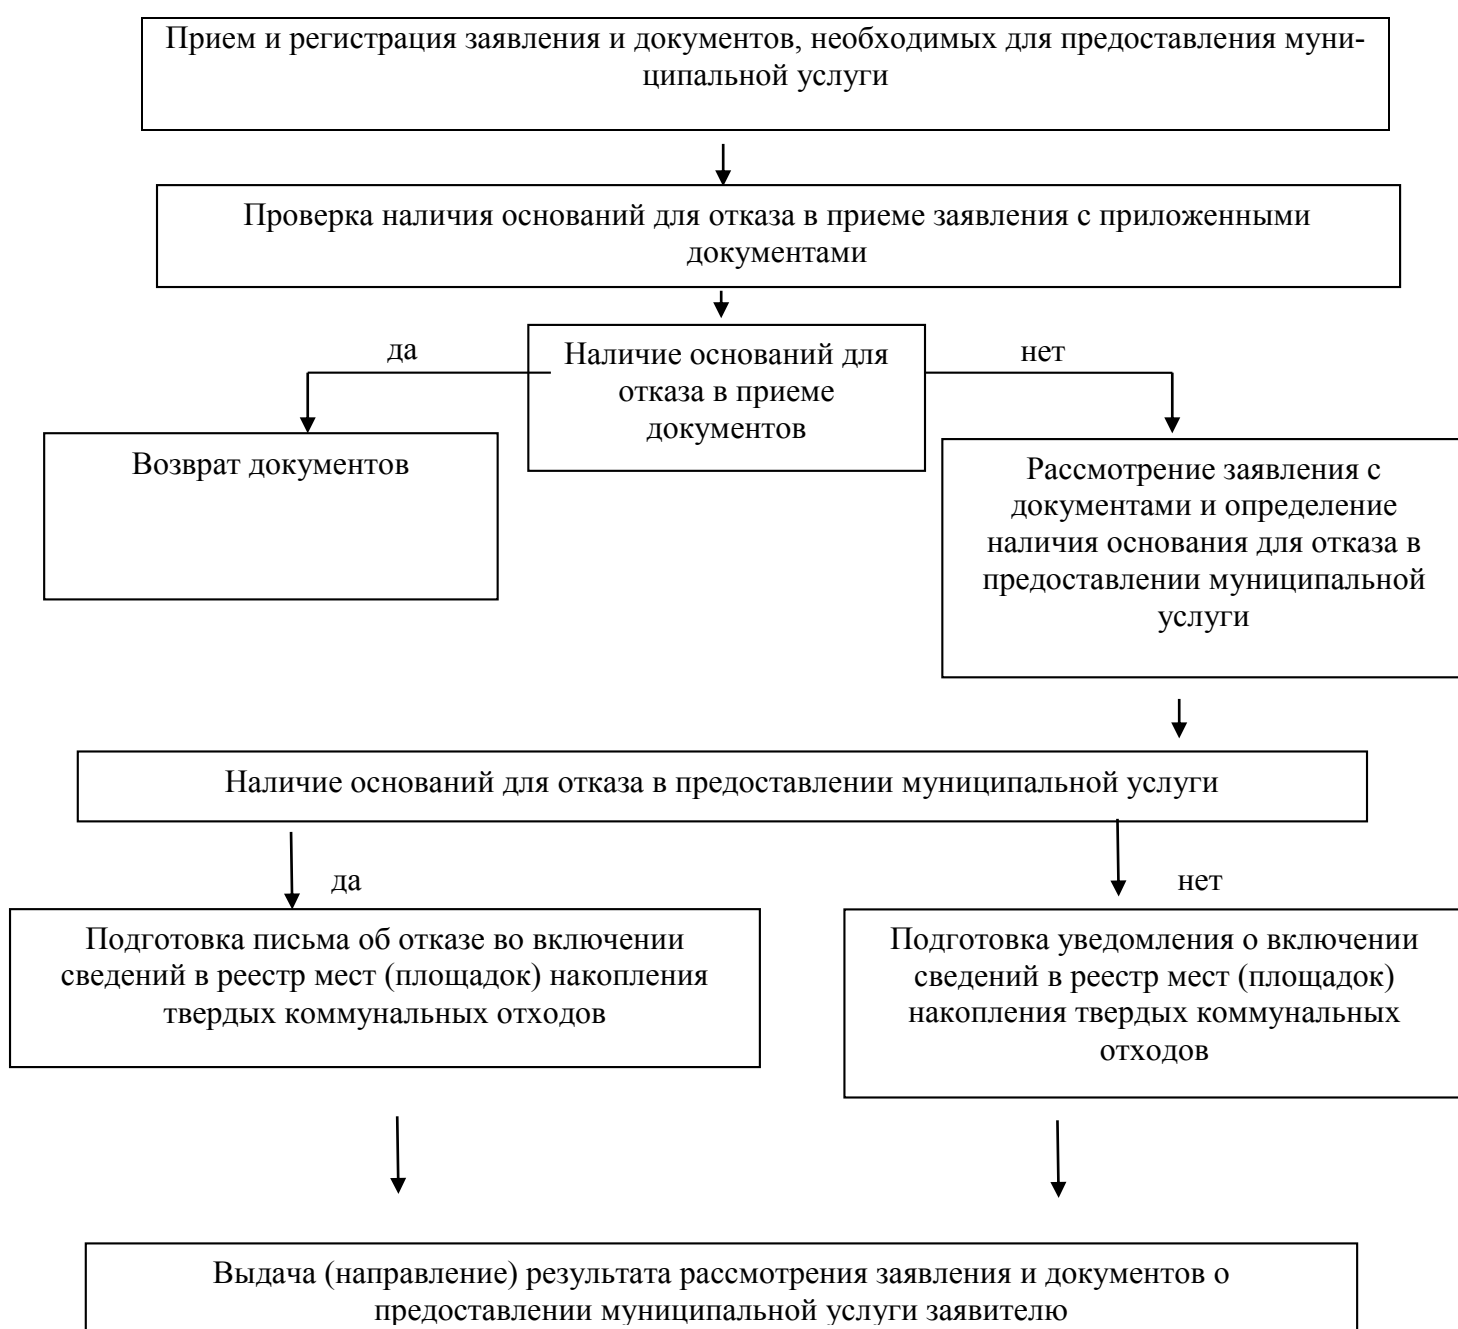 Прием и регистрация заявления и документов, необходимых для предоставления муни-
ципальной услуги
Проверка наличия оснований для отказа в приеме заявления с приложенными
документами
да
Наличие оснований для
отказа в приеме
документов
нет
Возврат документов
Рассмотрение заявления с
документами и определение
наличия основания для отказа в
предоставлении муниципальной
услуги
Наличие оснований для отказа в предоставлении муниципальной услуги
да
нет
Подготовка письма об отказе во включении
сведений в реестр мест (площадок) накопления
твердых коммунальных отходов
Подготовка уведомления о включении
сведений в реестр мест (площадок)
накопления твердых коммунальных
отходов
Выдача (направление) результата рассмотрения заявления и документов о
предоставлении муниципальной услуги заявителю